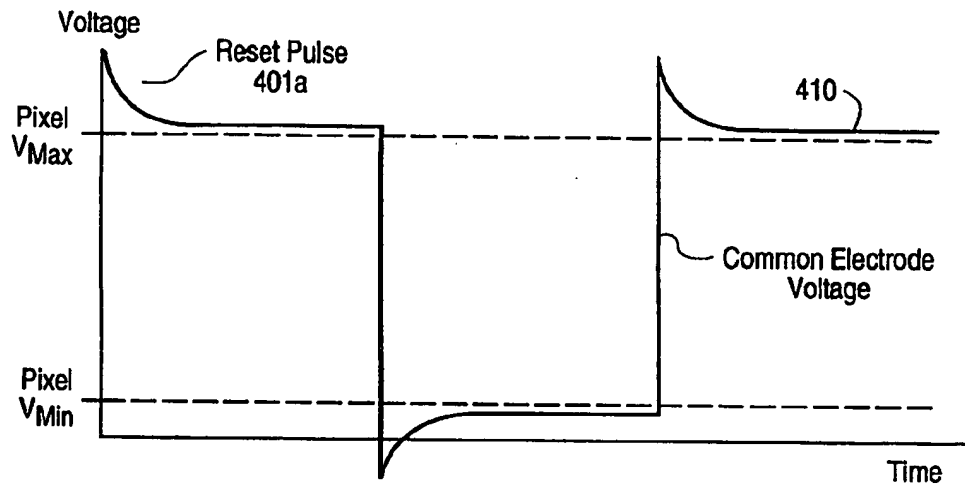 Voltage
Reset Pulse
401a
410
Pixel
VMax
Common Electrode
Voltage
Pixel
VMin
Time